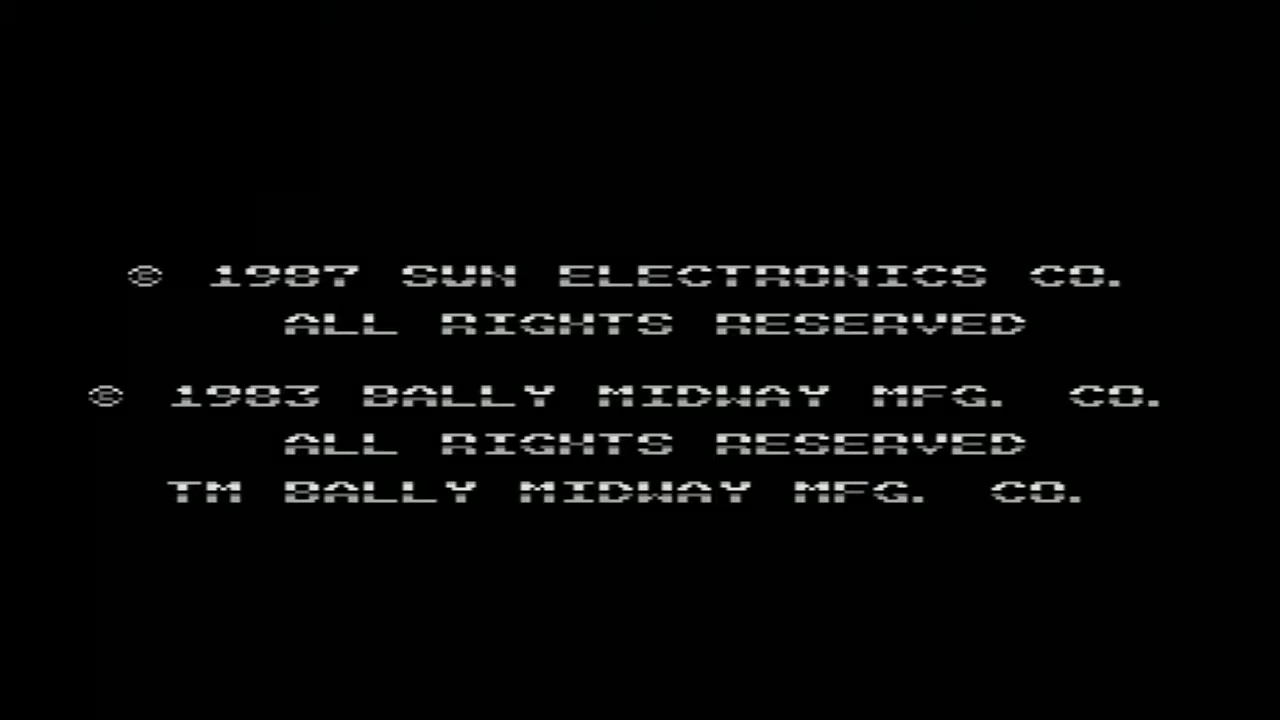 © 1987 SUN ELECTRONICS CO.
ALL RIGHTS RESERVED
© 1983 BALLY MIDWAY MFG. CO.
ALL RIGHTS RESERVED
TM BALLY MIDWAY MFG. CO.